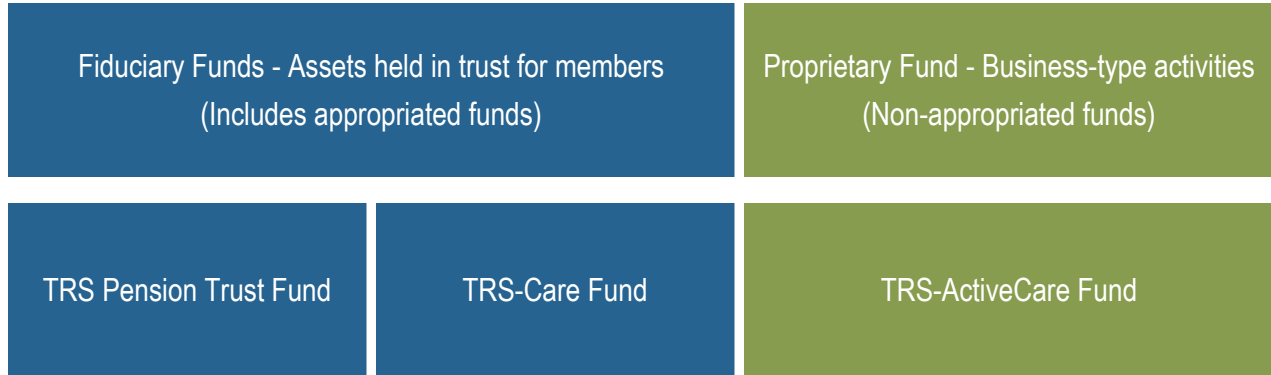 Fiduciary Funds - Assets held in trust for members
(Includes appropriated funds)
Proprietary Fund - Business-type activities
(Non-appropriated funds)
TRS Pension Trust Fund
TRS-Care Fund
TRS-ActiveCare Fund